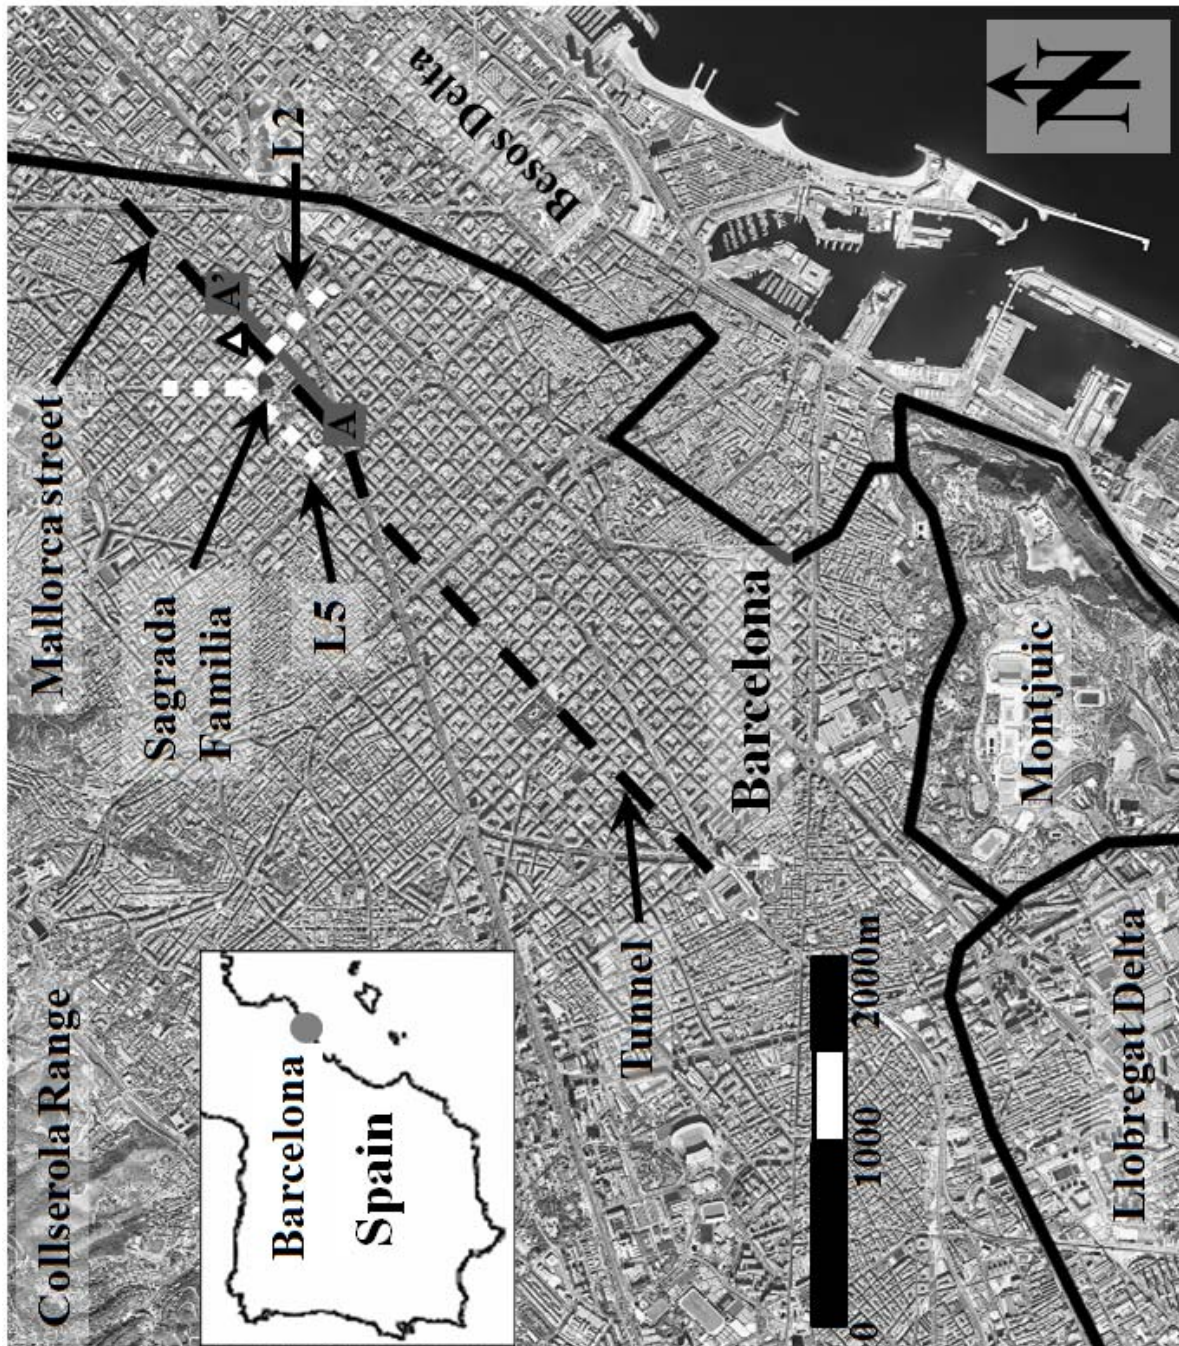 Collserola Range
Mallorca street
Sagrada
Familia
L5
L2
A'
A
Besos Delta
Barcelona
Spain
Tunnel
Barcelona
Montjuic
Llobregat Delta
0
1000
2000m
N